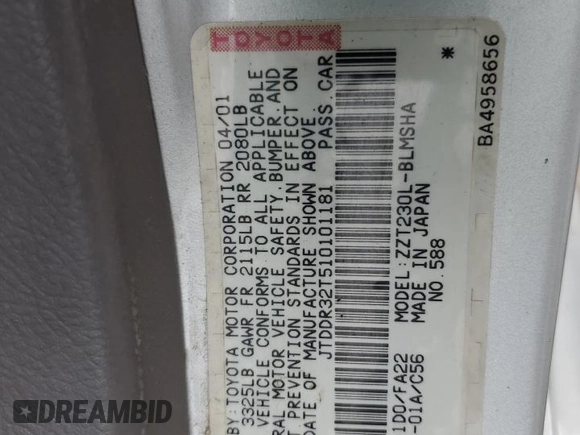 TOYOTA
BY: TOYOTA MOTOR CORPORATION 04/01
3325LB GAWR FR 2115LB RR 2080LB
VEHICLE CONFORMS TO ALL APPLICABLE
RAL MOTOR VEHICLE SAFETY, BUMPER, AND
T PREVENTION STANDARDS IN EFFECT ON
DATE OF MANUFACTURE SHOWN ABOVE.
JTDDR32T510101181 PASS. CAR
*
1D0/FA22 MODEL:ZZT230L-BLMSHA
-01A/C56 MADE IN JAPAN
NO. 588
BA4958656
DREAMBID